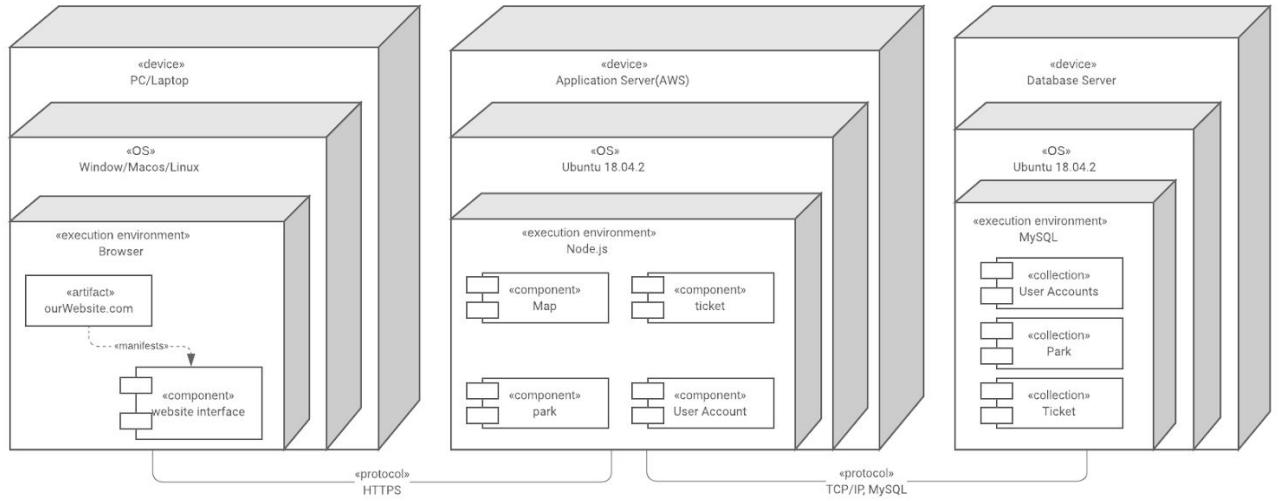 «device»
PC/Laptop
«OS»
Window/Macos/Linux
«execution environment»
Browser
«artifact»
ourWebsite.com
«manifests»
«component»
website interface
«device»
Application Server(AWS)
«OS»
Ubuntu 18.04.2
«execution environment»
Node.js
«component»
Map
«component»
ticket
«component»
park
«component»
User Account
«device»
Database Server
«OS»
Ubuntu 18.04.2
«execution environment»
MySQL
«collection»
User Accounts
«collection»
Park
«collection»
Ticket
«protocol»
HTTPS
«protocol»
TCP/IP, MySQL